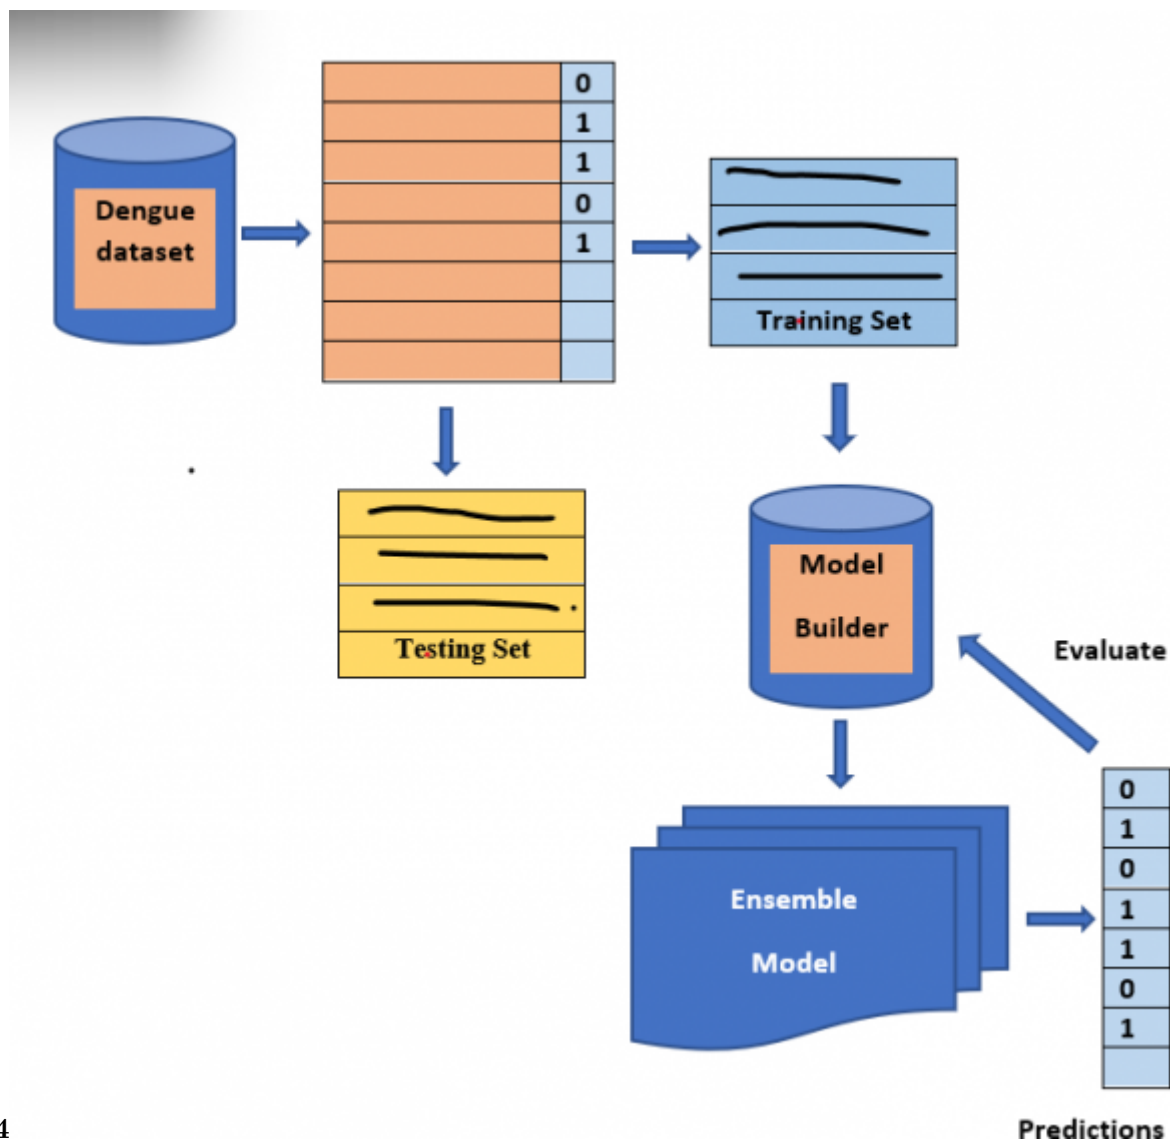 Dengue
dataset
0
1
1
0
1
Training Set
Testing Set
Model
Builder
Evaluate
Ensemble
Model
0
1
0
1
1
0
1
Predictions
4